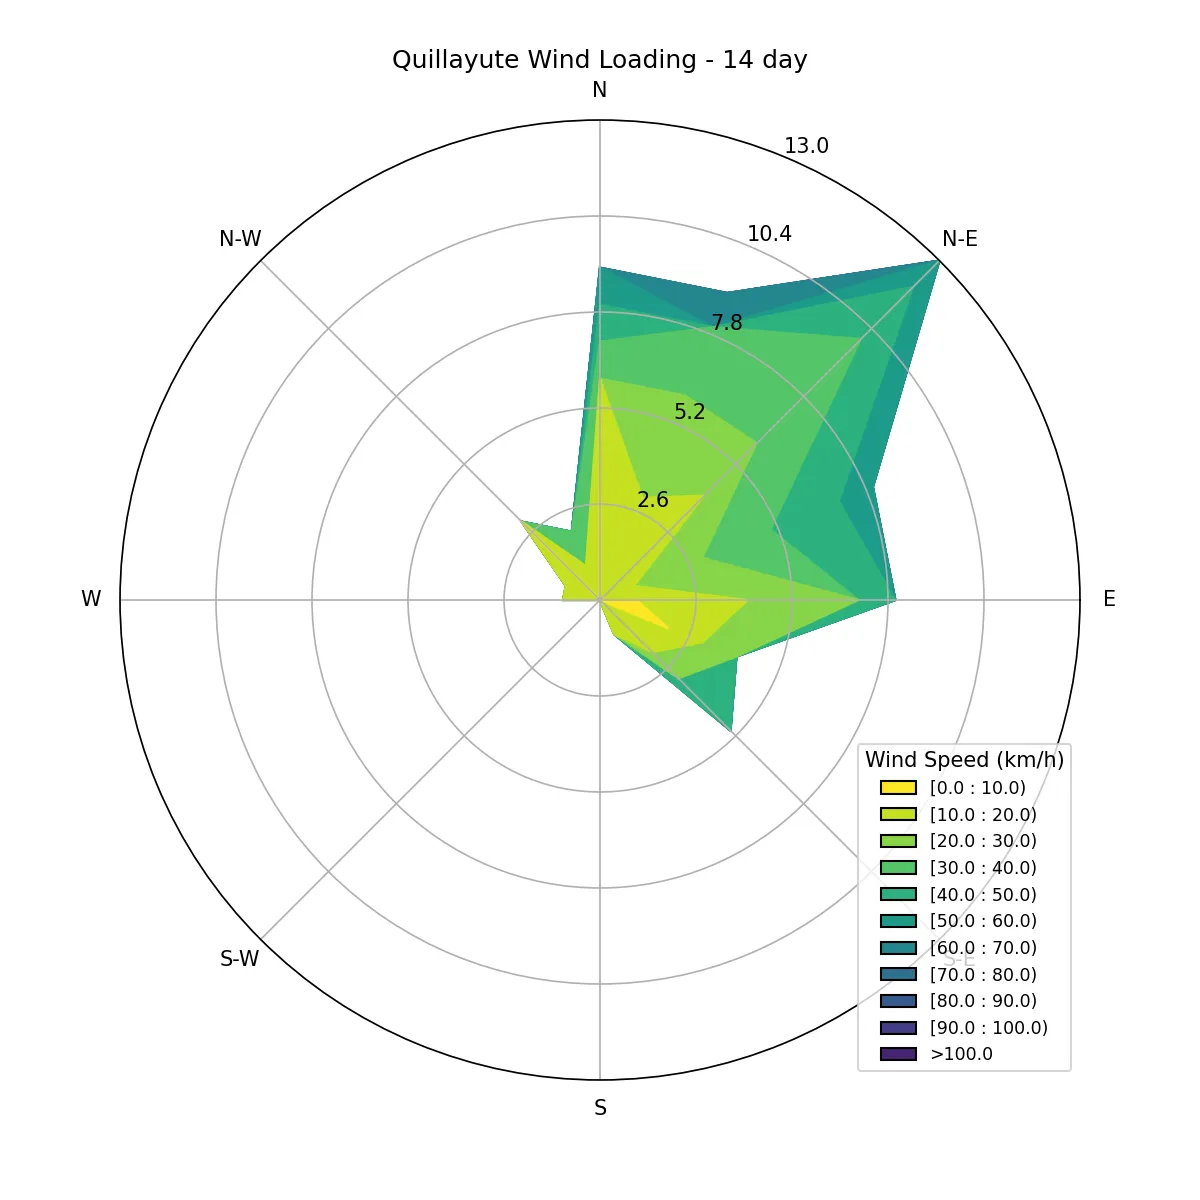 Quillayute Wind Loading - 14 day
N
13.0
10.4
N-W
N-E
7.8
5.2
2.6
W
E
Wind Speed (km/h)
[0.0 : 10.0)
[10.0 : 20.0)
[20.0 : 30.0)
[30.0 : 40.0)
[40.0 : 50.0)
[50.0 : 60.0)
[60.0 : 70.0)
[70.0 : 80.0)
[80.0 : 90.0)
[90.0 : 100.0)
>100.0
S-W
S-E
S